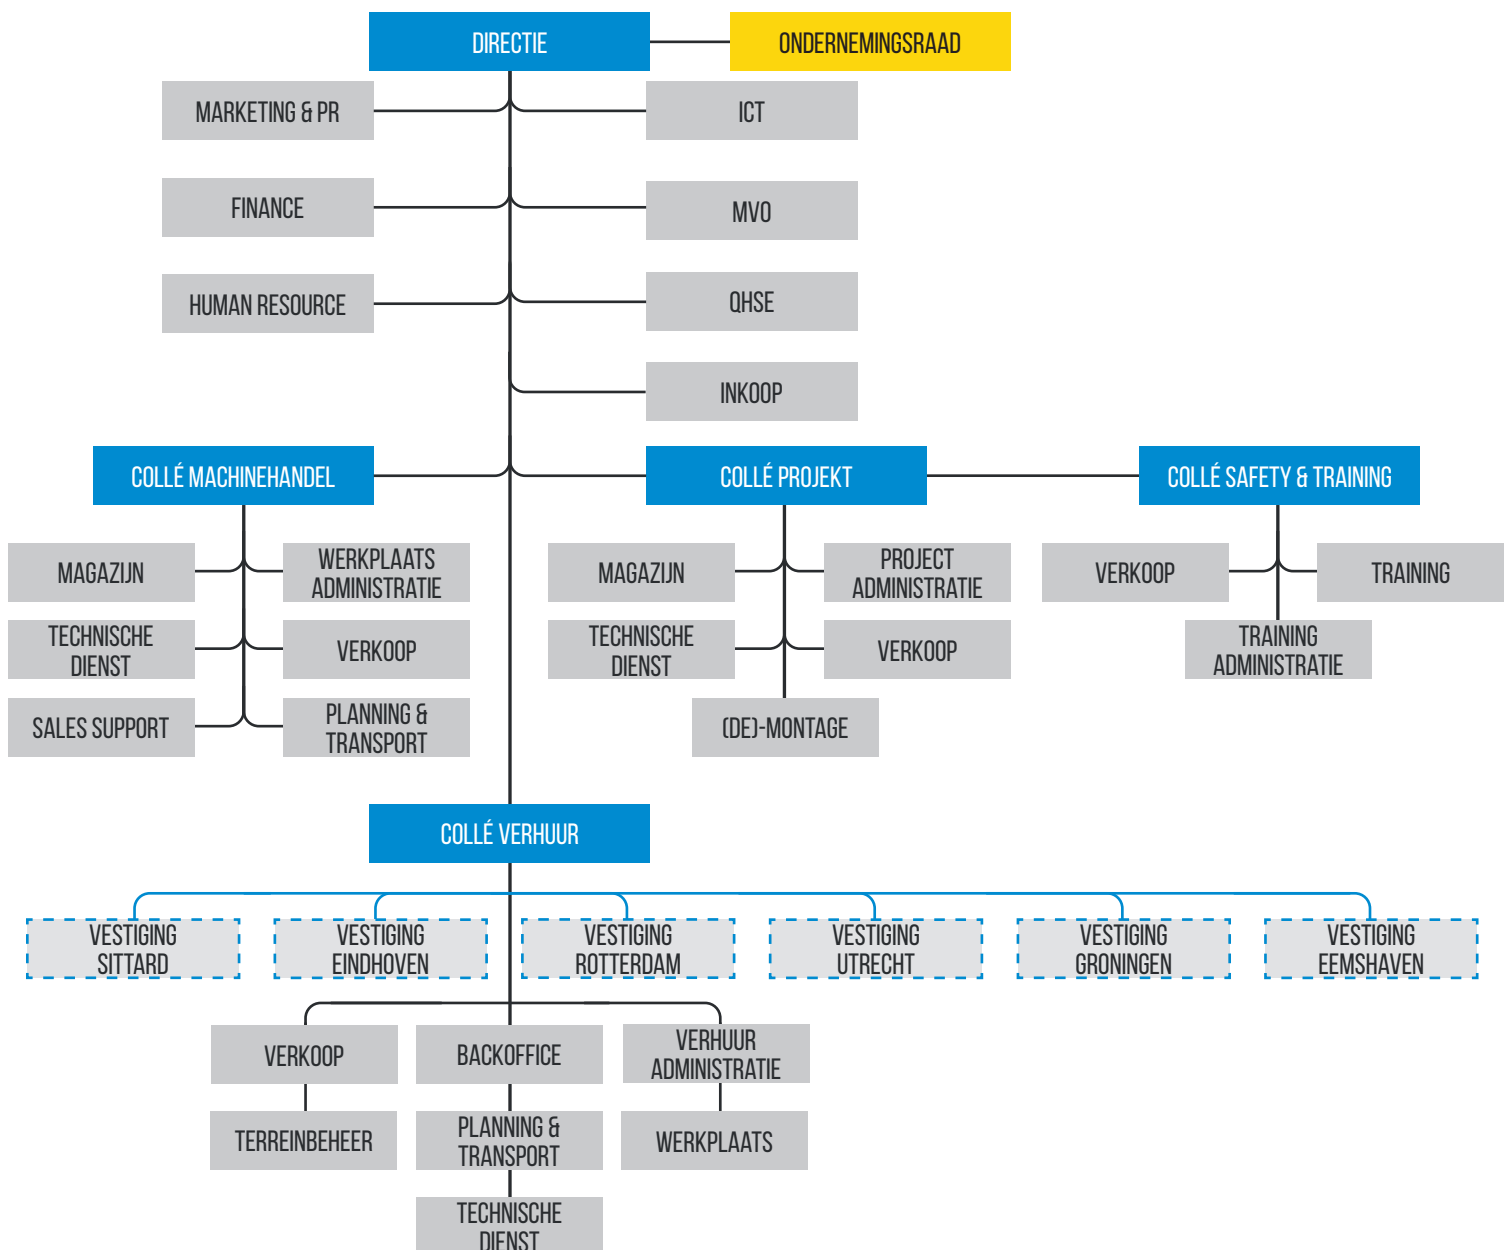 DIRECTIE
ONDERNEMINGSRAAD
MARKETING & PR
ICT
FINANCE
MVO
HUMAN RESOURCE
QHSE
INKOOP
COLLÉ MACHINEHANDEL
COLLÉ PROJEKT
COLLÉ SAFETY & TRAINING
MAGAZIJN
WERKPLAATS
ADMINISTRATIE
TECHNISCHE
DIENST
VERKOOP
SALES SUPPORT
PLANNING &
TRANSPORT
MAGAZIJN
PROJECT
ADMINISTRATIE
TECHNISCHE
DIENST
VERKOOP
(DE)-MONTAGE
VERKOOP
TRAINING
TRAINING
ADMINISTRATIE
COLLÉ VERHUUR
VESTIGING
SITTARD
VESTIGING
EINDHOVEN
VESTIGING
ROTTERDAM
VESTIGING
UTRECHT
VESTIGING
GRONINGEN
VESTIGING
EEMSHAVEN
VERKOOP
BACKOFFICE
VERHUUR
ADMINISTRATIE
TERREINBEHEER
PLANNING &
TRANSPORT
WERKPLAATS
TECHNISCHE
DIENST